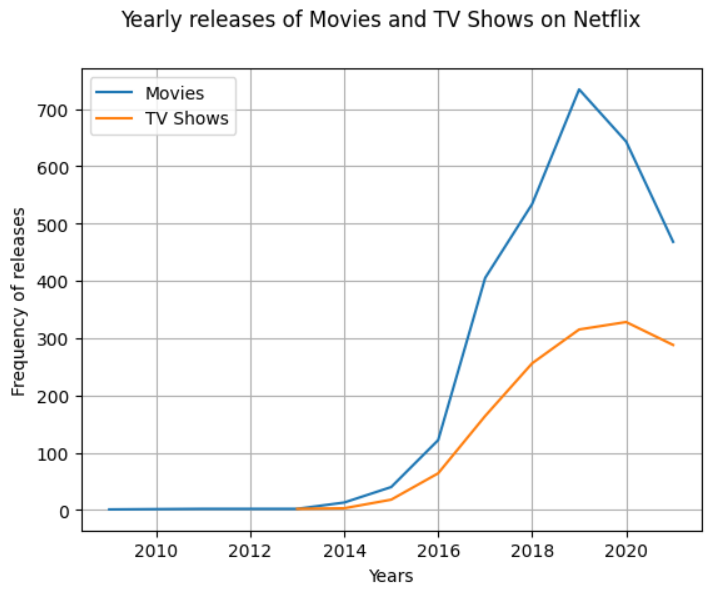 Yearly releases of Movies and TV Shows on Netflix
Movies
TV Shows
700
600
500
400
300
200
100
0
Frequency of releases
2010 2012 2014 2016 2018 2020
Years